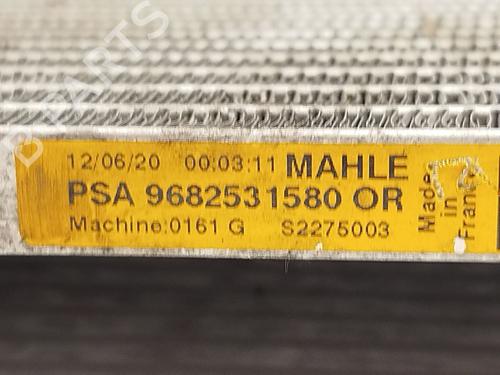 12/06/20 00:03:11 MAHLE
PSA 9682531580 OR
Machine:0161 G S2275003
Made
in
France